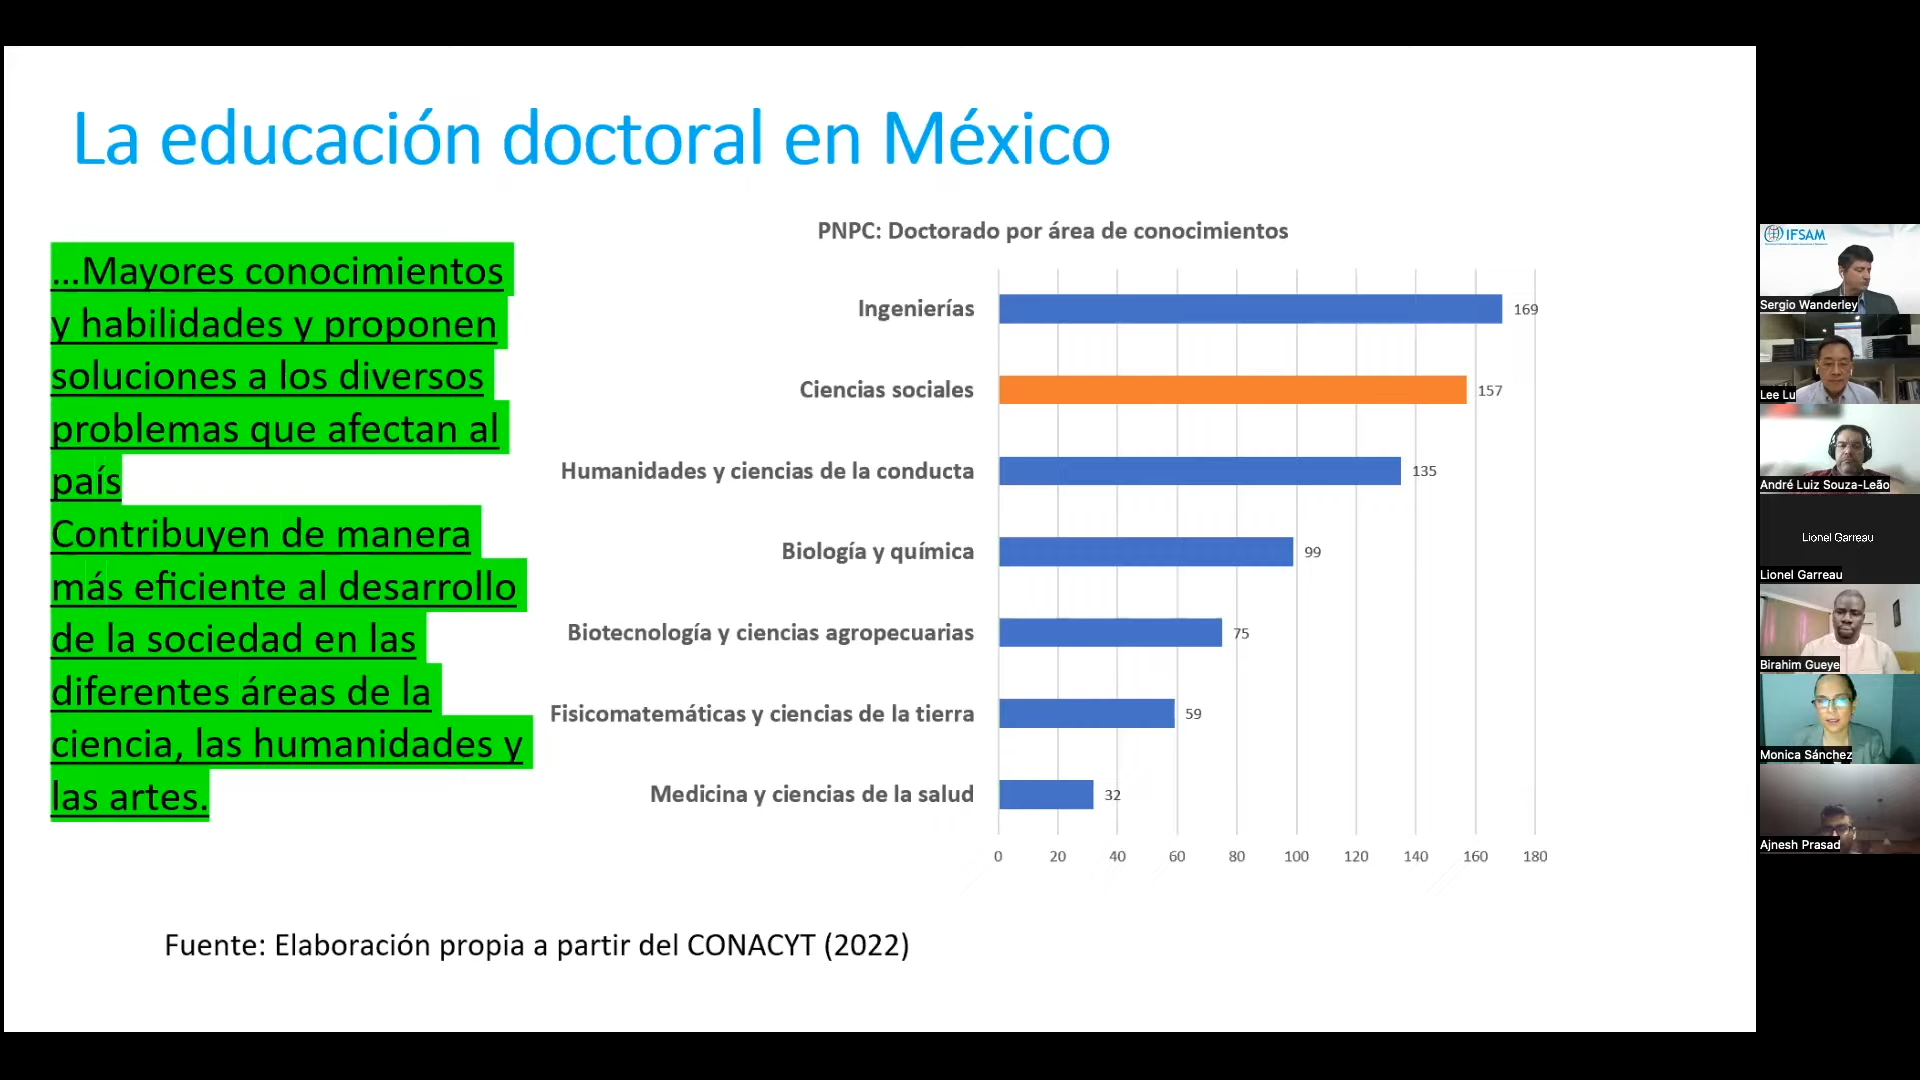 La educación doctoral en México
...Mayores conocimientos
y habilidades y proponen
soluciones a los diversos
problemas que afectan al
país
Contribuyen de manera
más eficiente al desarrollo
de la sociedad en las
diferentes áreas de la
ciencia, las humanidades y
las artes.
PNPC: Doctorado por área de conocimientos
Ingenierías 169
Ciencias sociales 157
Humanidades y ciencias de la conducta 135
Biología y química 99
Biotecnología y ciencias agropecuarias 75
Fisicomatemáticas y ciencias de la tierra 59
Medicina y ciencias de la salud 32
0 20 40 60 80 100 120 140 160 180
Fuente: Elaboración propia a partir del CONACYT (2022)
IFSAM
Sergio Wanderley
Lee Lu
André Luiz Souza-Leão
Lionel Garreau
Lionel Garreau
Birahim Gueye
Monica Sánchez
Ajnesh Prasad